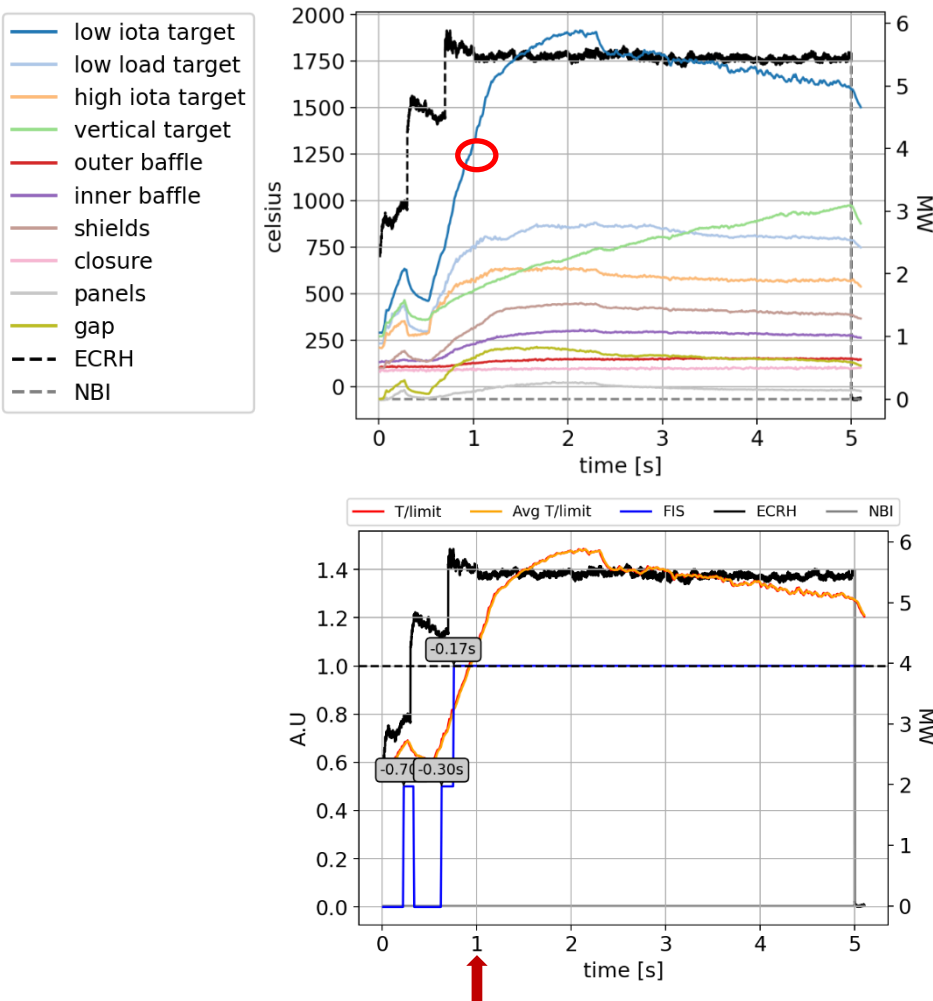 low iota target
low load target
high iota target
vertical target
outer baffle
inner baffle
shields
closure
panels
gap
ECRH
NBI
2000
1750
1500
1250
1000
750
500
250
0
celsius
6
5
4
3
2
1
0
MW
0 1 2 3 4 5
time [s]
T/limit Avg T/limit FIS ECRH NBI
1.4
1.2
1.0
0.8
0.6
0.4
0.2
0.0
A.U
-0.17s
-0.70
-0.30s
6
5
4
3
2
1
0
MW
0 1 2 3 4 5
time [s]